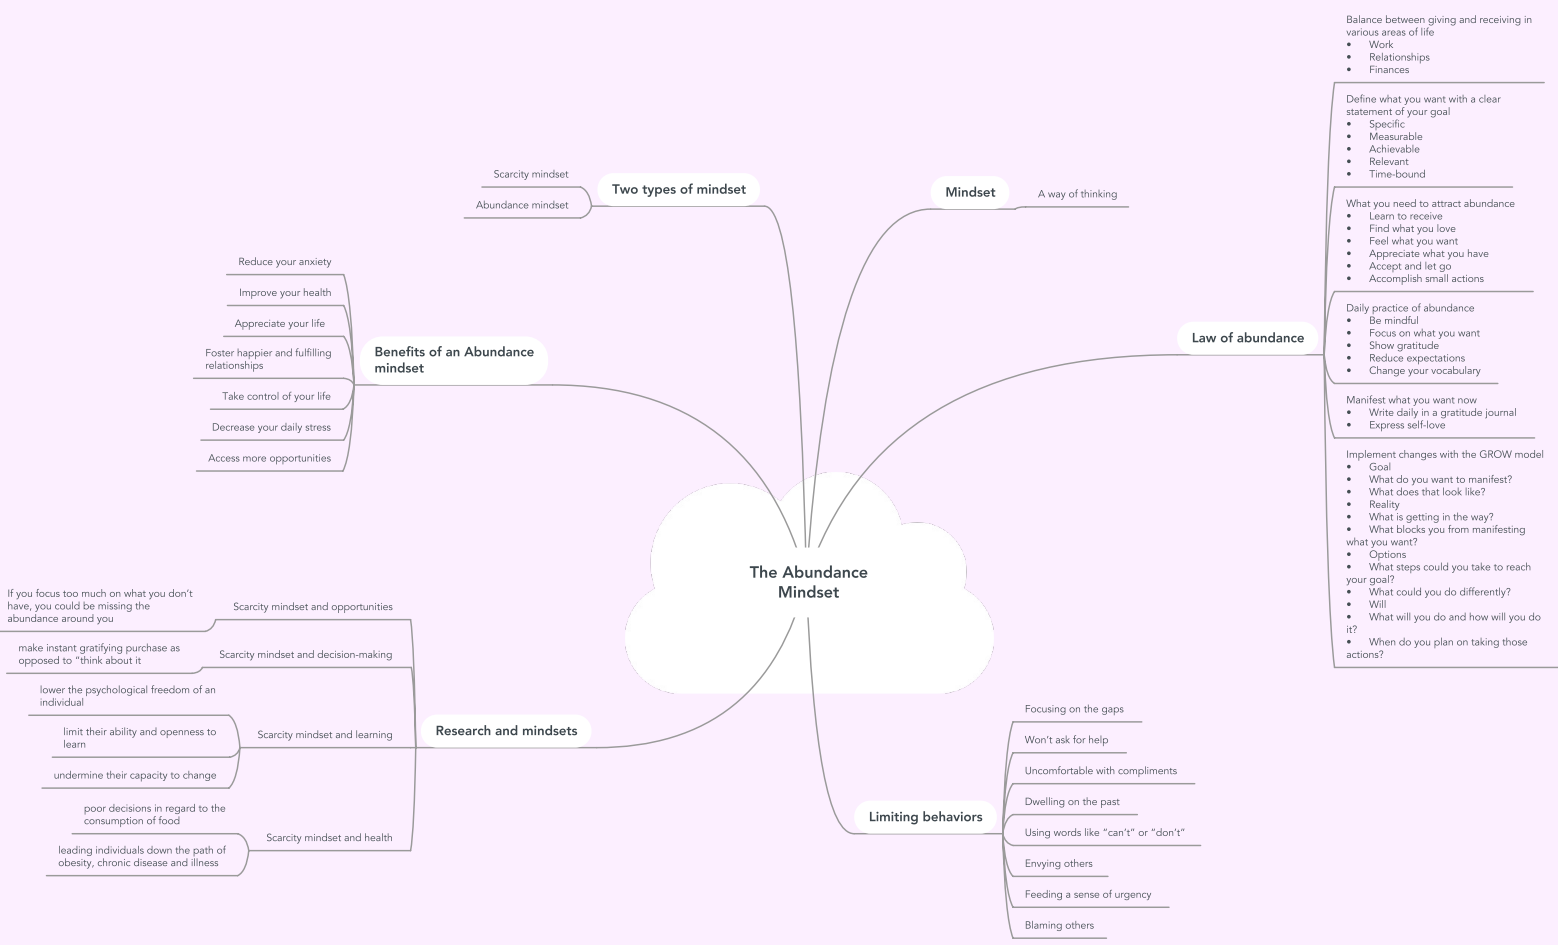 The Abundance
Mindset
Mindset
A way of thinking
Law of abundance
Balance between giving and receiving in
various areas of life
• Work
• Relationships
• Finances
Define what you want with a clear
statement of your goal
• Specific
• Measurable
• Achievable
• Relevant
• Time-bound
What you need to attract abundance
• Learn to receive
• Find what you love
• Feel what you want
• Appreciate what you have
• Accept and let go
• Accomplish small actions
Daily practice of abundance
• Be mindful
• Focus on what you want
• Show gratitude
• Reduce expectations
• Change your vocabulary
Manifest what you want now
• Write daily in a gratitude journal
• Express self-love
Implement changes with the GROW model
• Goal
• What do you want to manifest?
• What does that look like?
• Reality
• What is getting in the way?
• What blocks you from manifesting
what you want?
• Options
• What steps could you take to reach
your goal?
• What could you do differently?
• Will
• What will you do and how will you do
it?
• When do you plan on taking those
actions?
Limiting behaviors
Focusing on the gaps
Won't ask for help
Uncomfortable with compliments
Dwelling on the past
Using words like “can't” or “don't”
Envying others
Feeding a sense of urgency
Blaming others
Two types of mindset
Scarcity mindset
Abundance mindset
Benefits of an Abundance
mindset
Reduce your anxiety
Improve your health
Appreciate your life
Foster happier and fulfilling
relationships
Take control of your life
Decrease your daily stress
Access more opportunities
Research and mindsets
Scarcity mindset and opportunities
If you focus too much on what you don't
have, you could be missing the
abundance around you
Scarcity mindset and decision-making
make instant gratifying purchase as
opposed to “think about it
Scarcity mindset and learning
lower the psychological freedom of an
individual
limit their ability and openness to
learn
undermine their capacity to change
Scarcity mindset and health
poor decisions in regard to the
consumption of food
leading individuals down the path of
obesity, chronic disease and illness